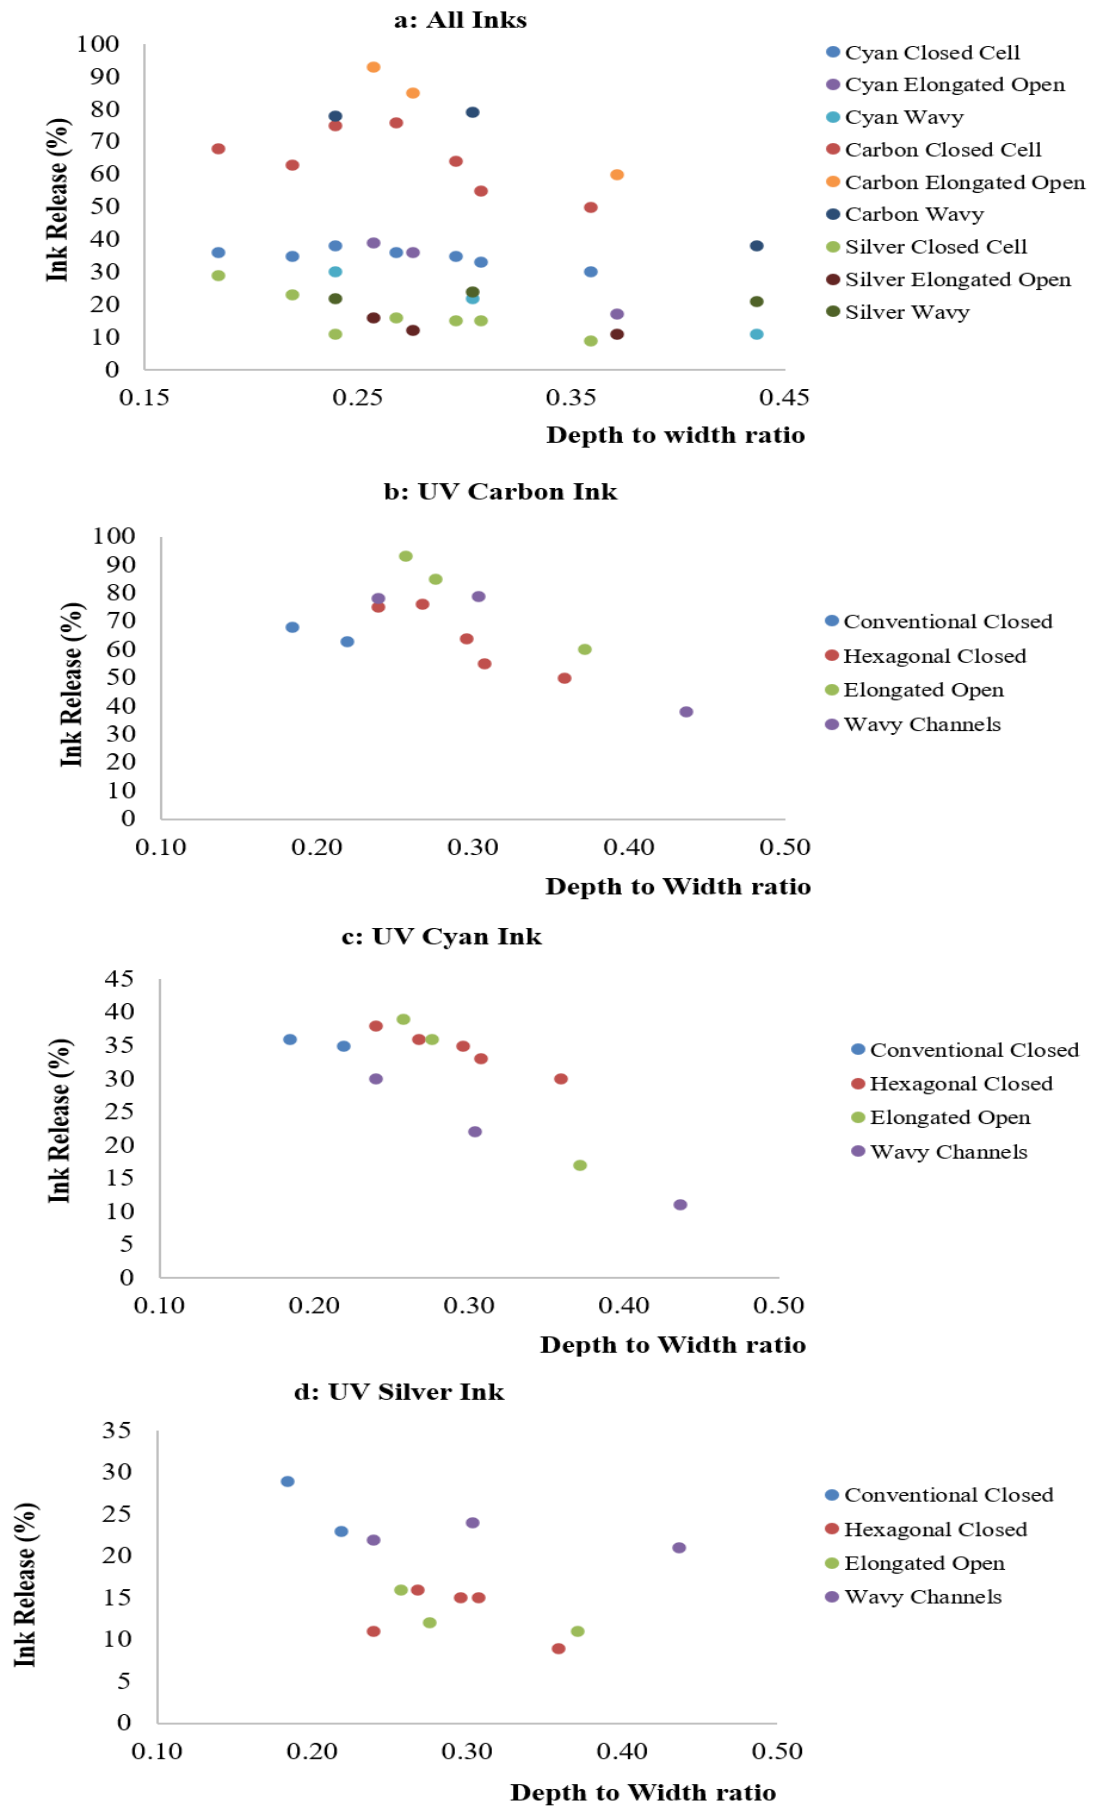 a: All Inks
100
90
80
70
60
50
40
30
20
10
0
Ink Release (%)
0.15 0.25 0.35 0.45
Depth to width ratio
Cyan Closed Cell
Cyan Elongated Open
Cyan Wavy
Carbon Closed Cell
Carbon Elongated Open
Carbon Wavy
Silver Closed Cell
Silver Elongated Open
Silver Wavy
b: UV Carbon Ink
100
90
80
70
60
50
40
30
20
10
0
Ink Release (%)
0.10 0.20 0.30 0.40 0.50
Depth to Width ratio
Conventional Closed
Hexagonal Closed
Elongated Open
Wavy Channels
c: UV Cyan Ink
45
40
35
30
25
20
15
10
5
0
Ink Release (%)
0.10 0.20 0.30 0.40 0.50
Depth to Width ratio
Conventional Closed
Hexagonal Closed
Elongated Open
Wavy Channels
d: UV Silver Ink
35
30
25
20
15
10
5
0
Ink Release (%)
0.10 0.20 0.30 0.40 0.50
Depth to Width ratio
Conventional Closed
Hexagonal Closed
Elongated Open
Wavy Channels